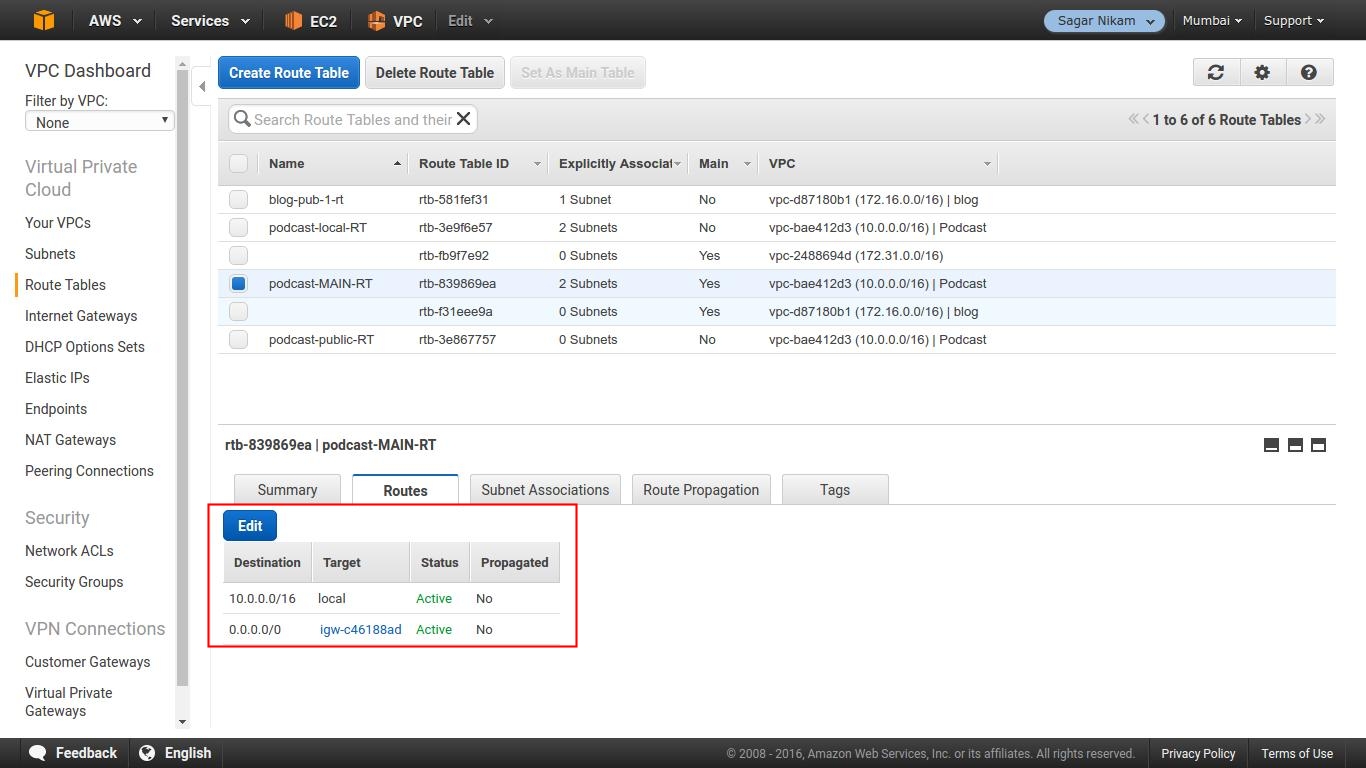 AWS Services EC2 VPC Edit Sagar Nikam Mumbai Support
VPC Dashboard
Filter by VPC:
None
Virtual Private
Cloud
Your VPCs
Subnets
Route Tables
Internet Gateways
DHCP Options Sets
Elastic IPs
Endpoints
NAT Gateways
Peering Connections
Security
Network ACLs
Security Groups
VPN Connections
Customer Gateways
Virtual Private
Gateways
Create Route Table Delete Route Table Set As Main Table
Search Route Tables and their 1 to 6 of 6 Route Tables
Name Route Table ID Explicitly Associat Main VPC
blog-pub-1-rt rtb-581fef31 1 Subnet No vpc-d87180b1 (172.16.0.0/16) | blog
podcast-local-RT rtb-3e9f6e57 2 Subnets No vpc-bae412d3 (10.0.0.0/16) | Podcast
rtb-fb9f7e92 0 Subnets Yes vpc-2488694d (172.31.0.0/16)
podcast-MAIN-RT rtb-839869ea 2 Subnets Yes vpc-bae412d3 (10.0.0.0/16) | Podcast
rtb-f31eee9a 0 Subnets Yes vpc-d87180b1 (172.16.0.0/16) | blog
podcast-public-RT rtb-3e867757 0 Subnets No vpc-bae412d3 (10.0.0.0/16) | Podcast
rtb-839869ea | podcast-MAIN-RT
Summary Routes Subnet Associations Route Propagation Tags
Edit
Destination Target Status Propagated
10.0.0.0/16 local Active No
0.0.0.0/0 igw-c46188ad Active No
Feedback English © 2008 - 2016, Amazon Web Services, Inc. or its affiliates. All rights reserved. Privacy Policy Terms of Use